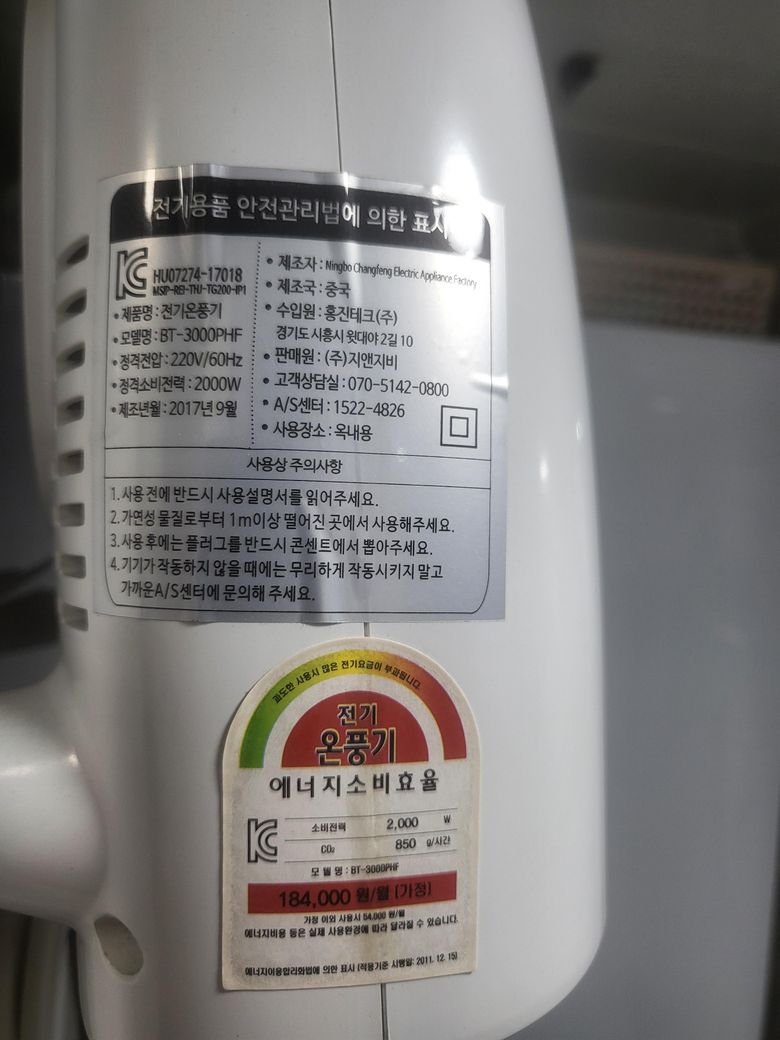 전기용품 안전관리법에 의한 표시
HU07274-17018
MSIP-REI-THJ-TG200-IP1
• 제품명 : 전기온풍기
• 모델명 : BT-3000PHF
• 정격전압 : 220V/60Hz
• 정격소비전력 : 2000W
• 제조년월 : 2017년 9월
• 제조자 : Ningbo Changfeng Electric Appliance Factory
• 제조국 : 중국
• 수입원 : 홍진테크(주)
경기도 시흥시 윗대야 2길 10
• 판매원 : (주)지앤지비
• 고객상담실 : 070-5142-0800
• A/S센터 : 1522-4826
• 사용장소 : 옥내용
사용상 주의사항
1. 사용 전에 반드시 사용설명서를 읽어주세요.
2. 가연성 물질로부터 1m이상 떨어진 곳에서 사용해주세요.
3. 사용 후에는 플러그를 반드시 콘센트에서 뽑아주세요.
4. 기기가 작동하지 않을 때에는 무리하게 작동시키지 말고
가까운A/S센터에 문의해 주세요.
과도한 사용시 많은 전기요금이 부과됩니다.
전기
온풍기
에너지소비효율
소비전력 2,000 W
CO₂ 850 g/시간
모델명 : BT-3000PHF
184,000 원/월 (가정)
가정 이외 사용시 54,000 원/월
에너지비용 등은 실제 사용환경에 따라 달라질 수 있습니다.
에너지이용합리화법에 의한 표시 (적용기준 시행일: 2011. 12. 15)